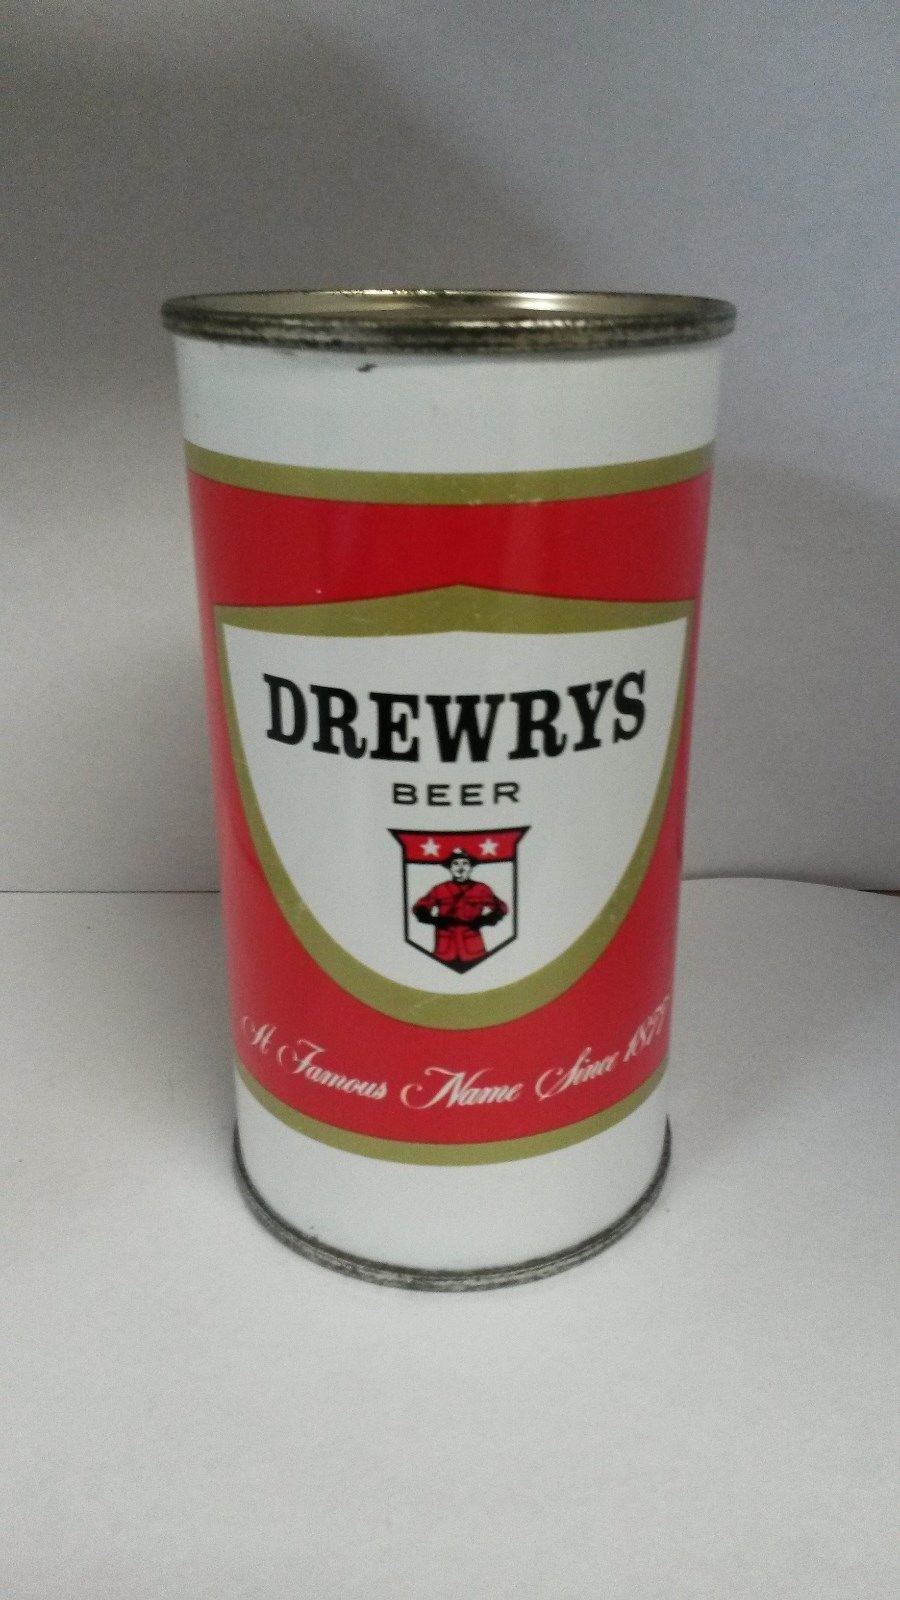 DREWRYS
BEER
A Famous Name Since 1877